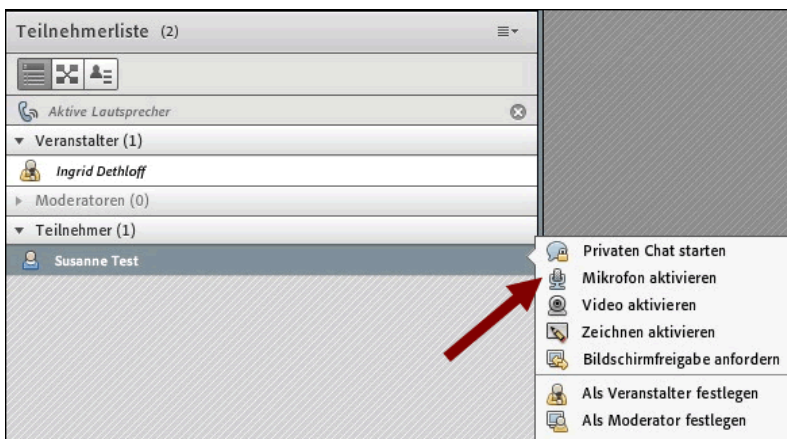 Teilnehmerliste (2)
Aktive Lautsprecher
Veranstalter (1)
Ingrid Dethloff
Moderatoren (0)
Teilnehmer (1)
Susanne Test
Privaten Chat starten
Mikrofon aktivieren
Video aktivieren
Zeichnen aktivieren
Bildschirmfreigabe anfordern
Als Veranstalter festlegen
Als Moderator festlegen